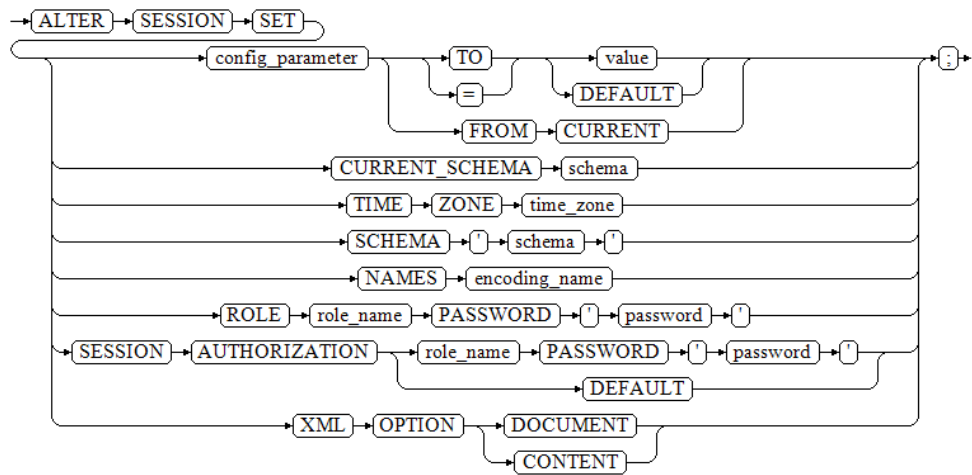 ALTER SESSION SET
config_parameter TO value ;
= DEFAULT
FROM CURRENT
CURRENT_SCHEMA schema
TIME ZONE time_zone
SCHEMA ' schema '
NAMES encoding_name
ROLE role_name PASSWORD ' password '
SESSION AUTHORIZATION role_name PASSWORD ' password '
DEFAULT
XML OPTION DOCUMENT
CONTENT